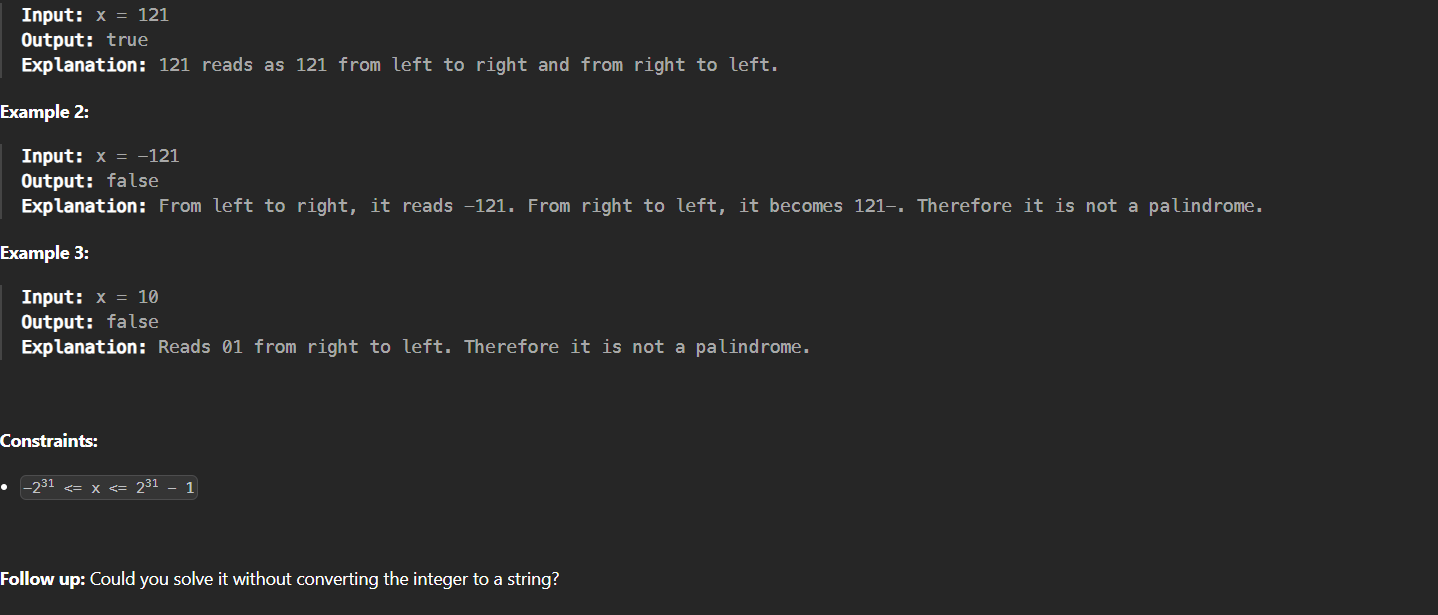 Input: x = 121
Output: true
Explanation: 121 reads as 121 from left to right and from right to left.
Example 2:
Input: x = -121
Output: false
Explanation: From left to right, it reads -121. From right to left, it becomes 121-. Therefore it is not a palindrome.
Example 3:
Input: x = 10
Output: false
Explanation: Reads 01 from right to left. Therefore it is not a palindrome.
Constraints:
• -2³¹ <= x <= 2³¹ - 1
Follow up: Could you solve it without converting the integer to a string?